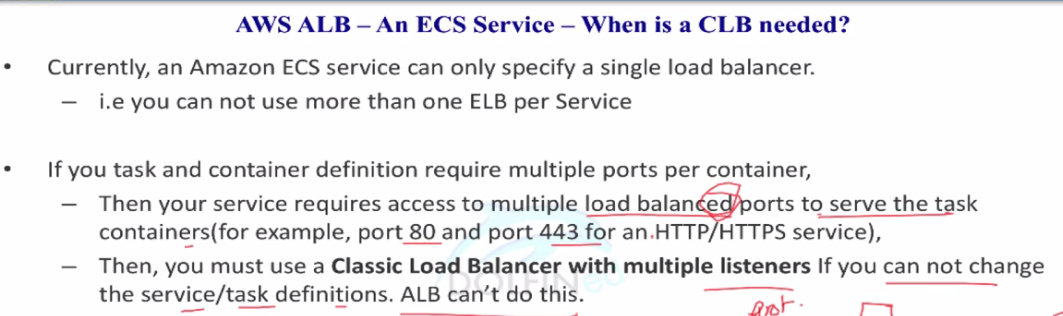 AWS ALB – An ECS Service – When is a CLB needed?
• Currently, an Amazon ECS service can only specify a single load balancer.
– i.e you can not use more than one ELB per Service
• If you task and container definition require multiple ports per container,
– Then your service requires access to multiple load balanced ports to serve the task
containers(for example, port 80 and port 443 for an HTTP/HTTPS service),
– Then, you must use a Classic Load Balancer with multiple listeners If you can not change
the service/task definitions. ALB can't do this.